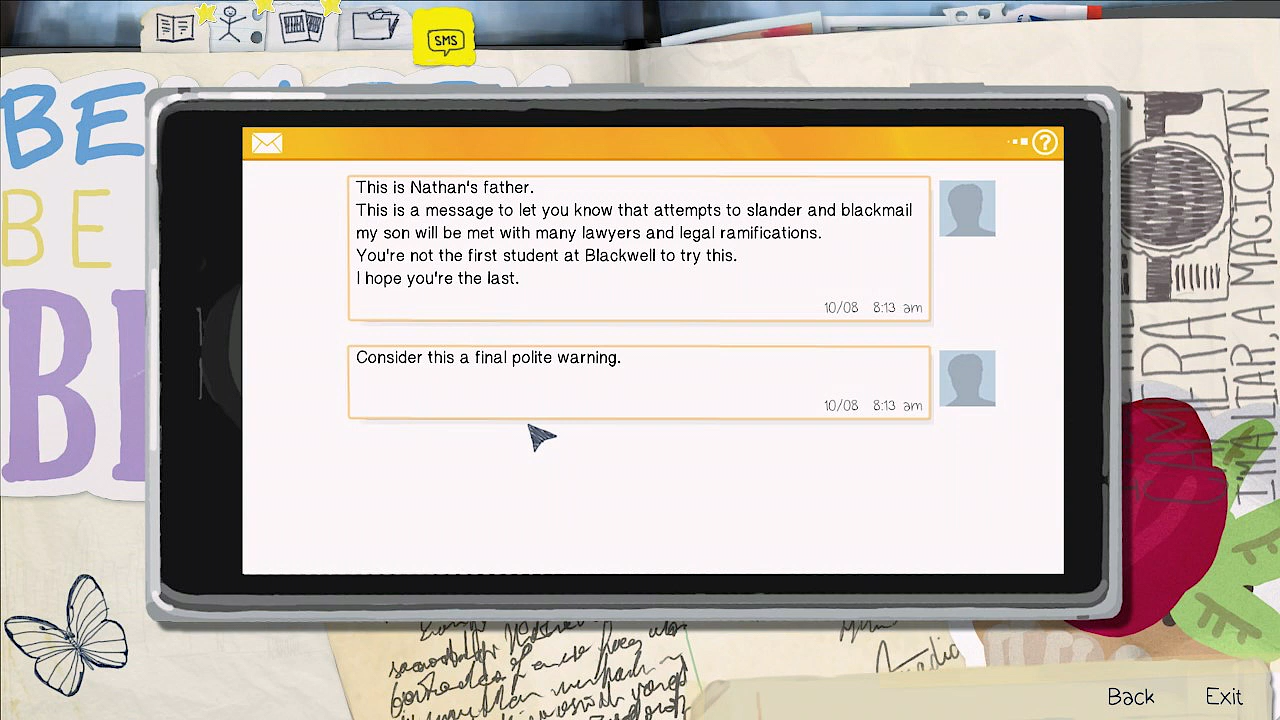 SMS
BE
BE
This is Nathan's father.
This is a message to let you know that attempts to slander and blackmail
my son will be met with many lawyers and legal ramifications.
You're not the first student at Blackwell to try this.
I hope you're the last.
10/08 8:13 am
Consider this a final polite warning.
10/08 8:13 am
?
CAMERA
LIAR, A MAGICIAN
Back
Exit